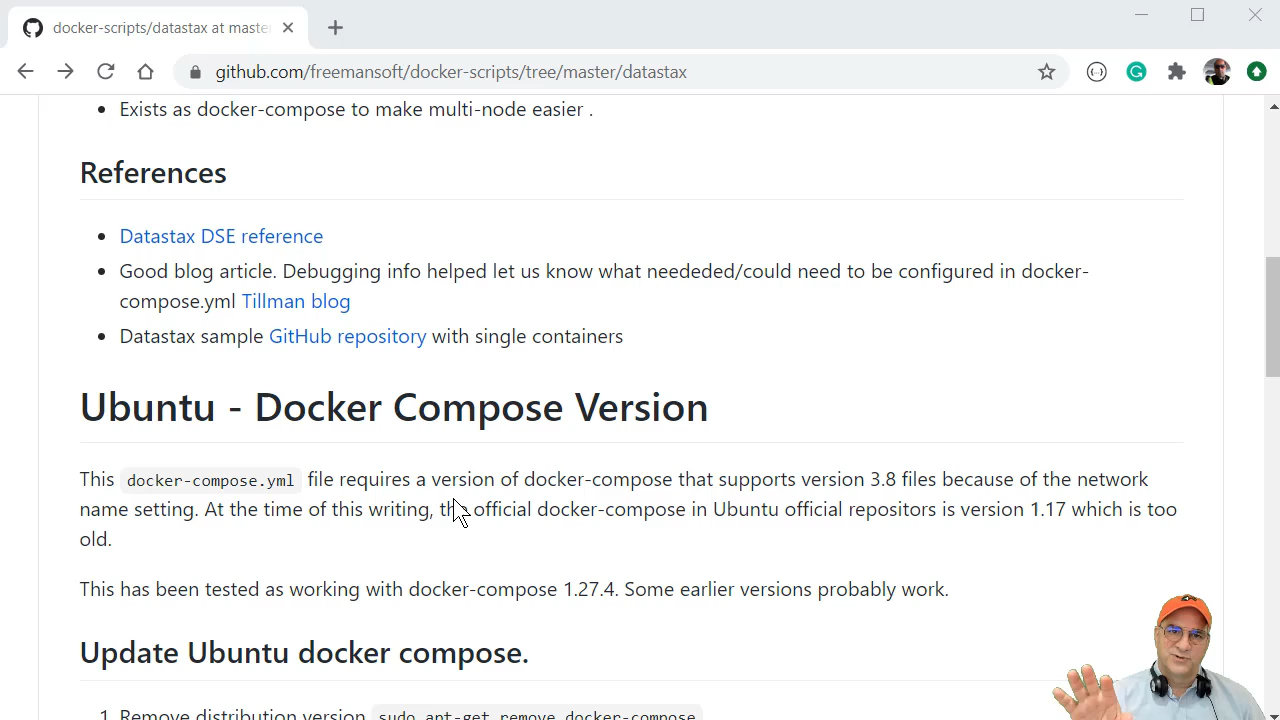 docker-scripts/datastax at maste
github.com/freemansoft/docker-scripts/tree/master/datastax
• Exists as docker-compose to make multi-node easier .
References
• Datastax DSE reference
• Good blog article. Debugging info helped let us know what neededed/could need to be configured in docker-
compose.yml Tillman blog
• Datastax sample GitHub repository with single containers
Ubuntu - Docker Compose Version
This docker-compose.yml file requires a version of docker-compose that supports version 3.8 files because of the network
name setting. At the time of this writing, the official docker-compose in Ubuntu official repositors is version 1.17 which is too
old.
This has been tested as working with docker-compose 1.27.4. Some earlier versions probably work.
Update Ubuntu docker compose.
1. Remove distribution version sudo apt-get remove docker-compose